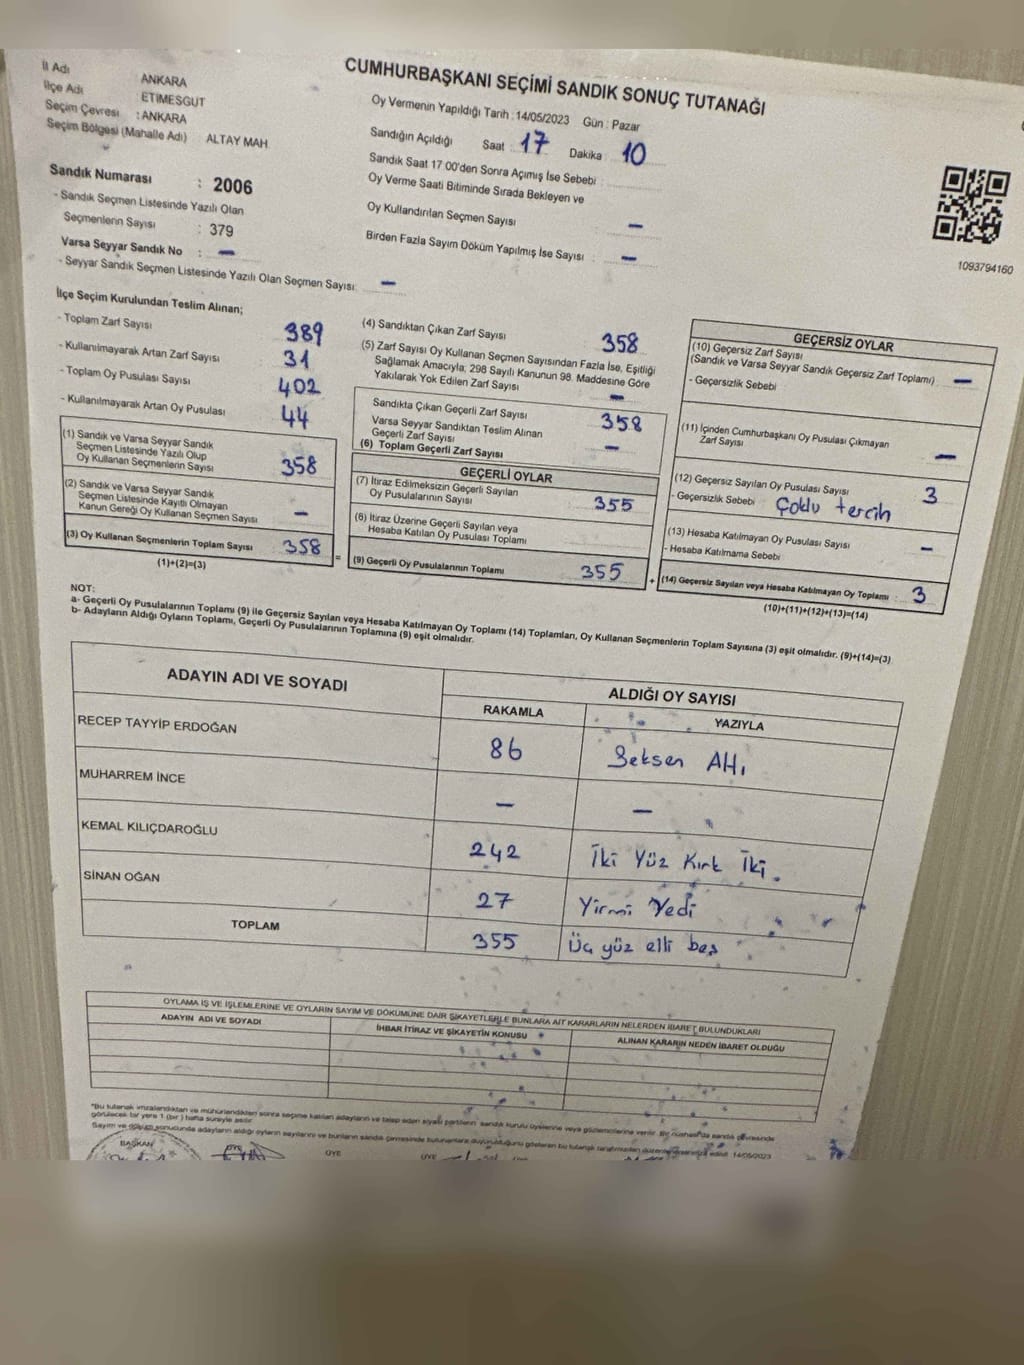 CUMHURBAŞKANI SEÇİMİ SANDIK SONUÇ TUTANAĞI
İl Adı ANKARA
İlçe Adı ETİMESGUT
Seçim Çevresi : ANKARA
Seçim Bölgesi (Mahalle Adı) ALTAY MAH
Oy Vermenin Yapıldığı Tarih : 14/05/2023 Gün : Pazar
Sandığın Açıldığı Saat : 17 Dakika : 10
Sandık Saat 17:00'den Sonra Açımış İse Sebebi :
Oy Verme Saati Bitiminde Sırada Bekleyen ve
Oy Kullandırılan Seçmen Sayısı : –
Birden Fazla Sayım Döküm Yapılmış İse Sayısı : –
1093794160
Sandık Numarası : 2006
- Sandık Seçmen Listesinde Yazılı Olan
Seçmenlerin Sayısı : 379
Varsa Seyyar Sandık No : –
- Seyyar Sandık Seçmen Listesinde Yazılı Olan Seçmen Sayısı: –
İlçe Seçim Kurulundan Teslim Alınan;
- Toplam Zarf Sayısı 389
- Kullanılmayarak Artan Zarf Sayısı : 31
- Toplam Oy Pusulası Sayısı : 402
- Kullanılmayarak Artan Oy Pusulası : 44
(1) Sandık ve Varsa Seyyar Sandık
Seçmen Listesinde Yazılı Olup
Oy Kullanan Seçmenlerin Sayısı 358
(2) Sandık ve Varsa Seyyar Sandık
Seçmen Listesinde Kayıtlı Olmayan
Kanun Gereği Oy Kullanan Seçmen Sayısı –
(3) Oy Kullanan Seçmenlerin Toplam Sayısı 358
(1)+(2)=(3)
(4) Sandıktan Çıkan Zarf Sayısı : 358
(5) Zarf Sayısı Oy Kullanan Seçmen Sayısından Fazla İse, Eşitliği
Sağlamak Amacıyla; 298 Sayılı Kanunun 98. Maddesine Göre
Yakılarak Yok Edilen Zarf Sayısı –
Sandıkta Çıkan Geçerli Zarf Sayısı 358
Varsa Seyyar Sandıktan Teslim Alınan
Geçerli Zarf Sayısı –
(6) Toplam Geçerli Zarf Sayısı
GEÇERLİ OYLAR
(7) İtiraz Edilmeksizin Geçerli Sayılan
Oy Pusulalarının Sayısı : 355
(8) İtiraz Üzerine Geçerli Sayılan veya
Hesaba Katılan Oy Pusulası Toplamı
(9) Geçerli Oy Pusulalarının Toplamı 355
=
+
GEÇERSİZ OYLAR
(10) Geçersiz Zarf Sayısı
(Sandık ve Varsa Seyyar Sandık Geçersiz Zarf Toplamı) –
- Geçersizlik Sebebi
(11) İçinden Cumhurbaşkanı Oy Pusulası Çıkmayan
Zarf Sayısı –
(12) Geçersiz Sayılan Oy Pusulası Sayısı : 3
- Geçersizlik Sebebi Çoklu tercih
(13) Hesaba Katılmayan Oy Pusulası Sayısı –
- Hesaba Katılmama Sebebi
(14) Geçersiz Sayılan veya Hesaba Katılmayan Oy Toplamı : 3
(10)+(11)+(12)+(13)=(14)
NOT:
a- Geçerli Oy Pusulalarının Toplamı (9) ile Geçersiz Sayılan veya Hesaba Katılmayan Oy Toplamı (14) Toplamları, Oy Kullanan Seçmenlerin Toplam Sayısına (3) eşit olmalıdır. (9)+(14)=(3)
b- Adayların Aldığı Oyların Toplamı, Geçerli Oy Pusulalarının Toplamına (9) eşit olmalıdır.
ADAYIN ADI VE SOYADI ALDIĞI OY SAYISI
RAKAMLA YAZIYLA
RECEP TAYYİP ERDOĞAN 86 Seksen Altı
MUHARREM İNCE – –
KEMAL KILIÇDAROĞLU 242 İki Yüz Kırk İki.
SİNAN OĞAN 27 Yirmi Yedi
TOPLAM 355 Üç yüz elli beş
OYLAMA İŞ VE İŞLEMLERİNE VE OYLARIN SAYIM VE DÖKÜMÜNE DAİR ŞİKAYETLERLE BUNLARA AİT KARARLARIN NELERDEN İBARET BULUNDUKLARI
ADAYIN ADI VE SOYADI İHBAR İTİRAZ VE ŞİKAYETİN KONUSU ALINAN KARARIN NEDEN İBARET OLDUĞU
*Bu tutanak imzalandıktan ve mühürlendikten sonra seçime katılan adayların ve talep eden siyasi partilerin sandık kurulu üyelerine veya gözlemcilerine verilir. Bir nüshası da sandık çevresinde
görülecek bir yere 1 (bir) hafta süreyle asılır.
Sayım ve döküm sonucunda adayların aldığı oyların sayılarını ve bunların sandık çevresinde bulunanlara duyurulduğunu gösteren bu tutanak tarafımızdan düzenlenerek imza edildi. 14/05/2023
BAŞKAN ÜYE ÜYE